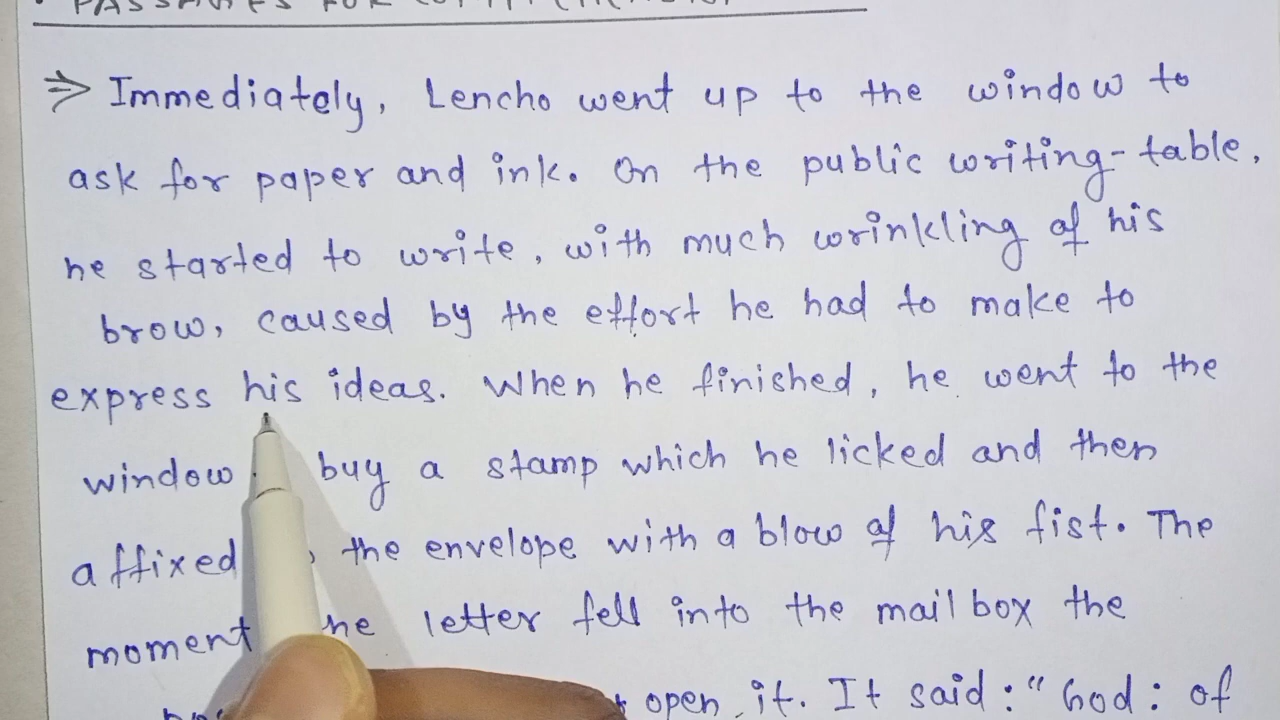 PASSAGES FOR
⇒ Immediately, Lencho went up to the window to
ask for paper and ink. On the public writing-table,
he started to write, with much wrinkling of his
brow, caused by the effort he had to make to
express his ideas. When he finished, he went to the
window buy a stamp which he licked and then
affixed the envelope with a blow of his fist. The
moment he letter fell into the mailbox the
open it. It said: "God: of